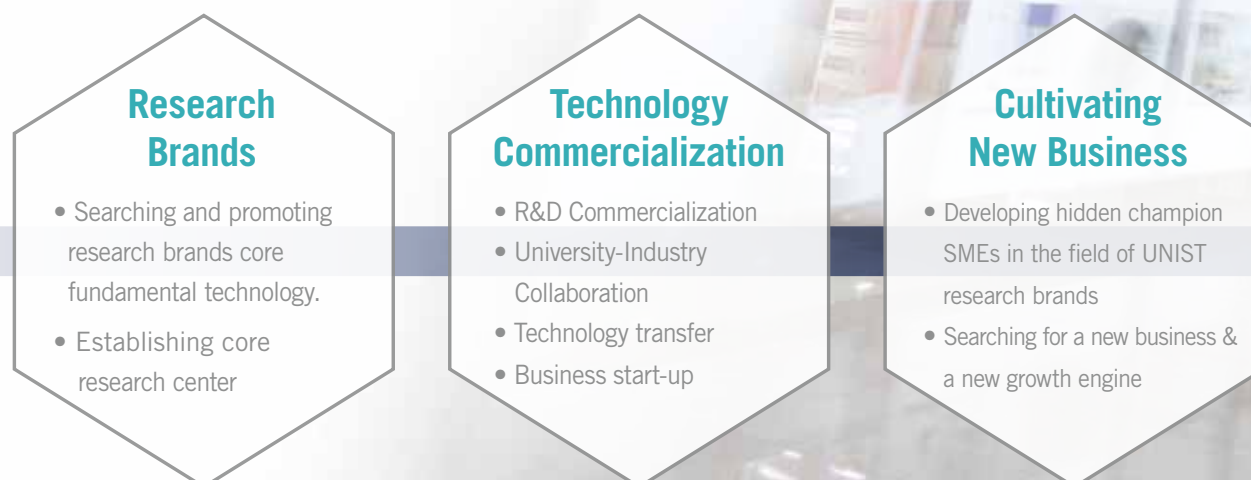 Research
Brands
• Searching and promoting
research brands core
fundamental technology.
• Establishing core
research center
Technology
Commercialization
• R&D Commercialization
• University-Industry
Collaboration
• Technology transfer
• Business start-up
Cultivating
New Business
• Developing hidden champion
SMEs in the field of UNIST
research brands
• Searching for a new business &
a new growth engine